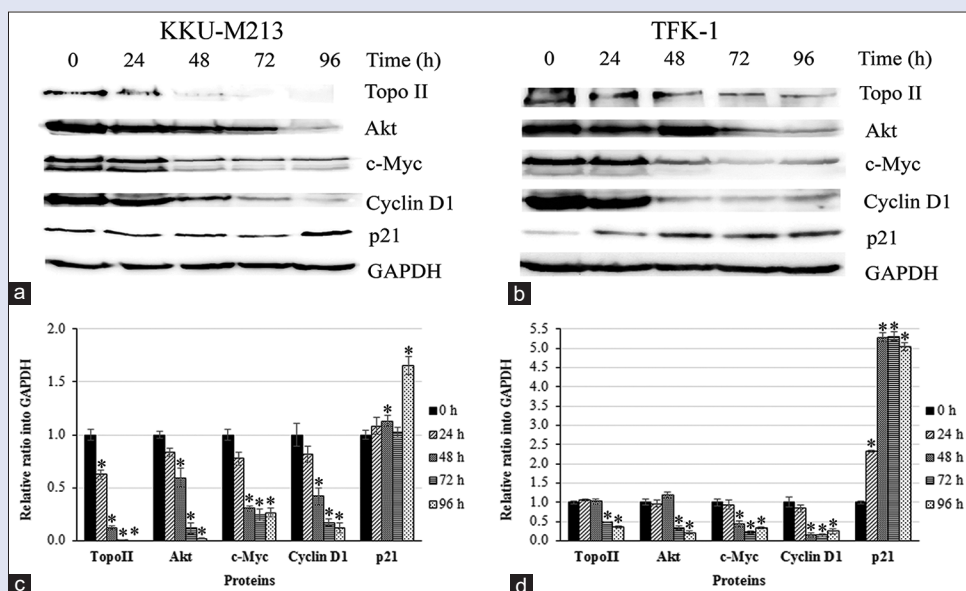 KKU-M213
0 24 48 72 96 Time (h)
Topo II
Akt
c-Myc
Cyclin D1
p21
GAPDH
a
TFK-1
0 24 48 72 96 Time (h)
Topo II
Akt
c-Myc
Cyclin D1
p21
GAPDH
b
Relative ratio into GAPDH
2.0
1.5
1.0
0.5
0.0
* * * *
* * *
* * *
* * *
* *
TopoII Akt c-Myc Cyclin D1 p21
Proteins
0 h
24 h
48 h
72 h
96 h
c
Relative ratio into GAPDH
5.5
5.0
4.5
4.0
3.5
3.0
2.5
2.0
1.5
1.0
0.5
0.0
* *
* *
* * *
* * *
* * * *
TopoII Akt c-Myc Cyclin D1 p21
Proteins
0 h
24 h
48 h
72 h
96 h
d